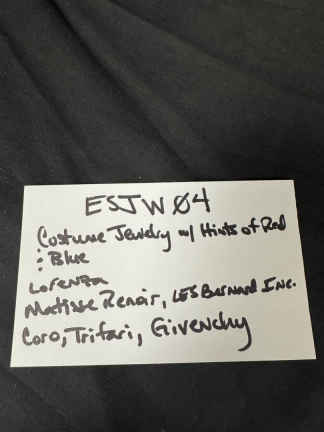 ESJW04
Costume Jewelry w/ Hints of Red
: Blue
Lorenza
Matisse Renoir, LES Bernard Inc.
Coro, Trifari, Givenchy